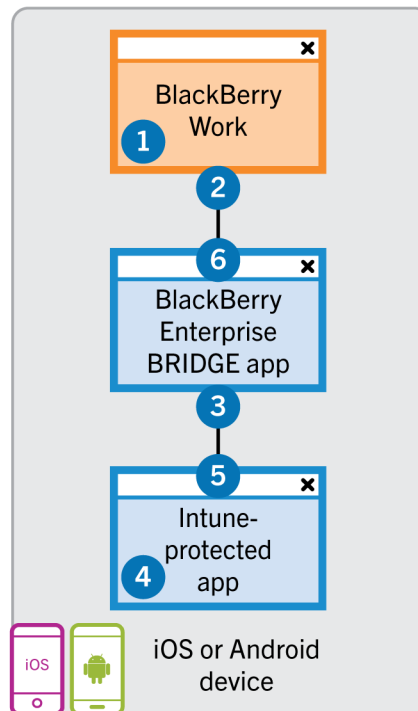 BlackBerry
Work
1
2
6
BlackBerry
Enterprise
BRIDGE app
3
5
Intune-
protected
app
4
iOS
iOS or Android
device